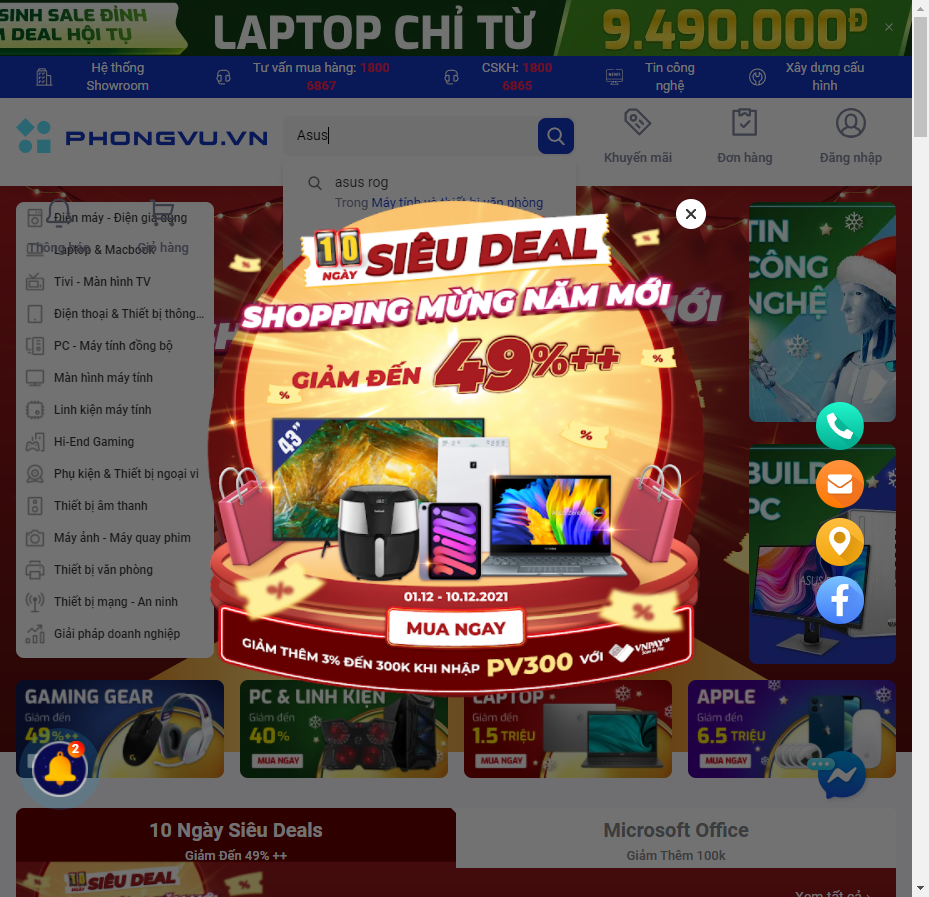 SINH SALE ĐỈNH
M DEAL HỘI TỤ
LAPTOP CHỈ TỪ
9.490.000Đ
Hệ thống
Showroom
Tư vấn mua hàng: 1800
6867
CSKH: 1800
6865
Tin công
nghệ
Xây dựng cấu
hình
PHONGVU.VN
Asus
Khuyến mãi
Đơn hàng
Đăng nhập
asus rog
Trong Máy tính và thiết bị văn phòng
Thông báo
Giỏ hàng
Điện máy - Điện gia dụng
Laptop & Macbook
Tivi - Màn hình TV
Điện thoại & Thiết bị thông...
PC - Máy tính đồng bộ
Màn hình máy tính
Linh kiện máy tính
Hi-End Gaming
Phụ kiện & Thiết bị ngoại vi
Thiết bị âm thanh
Máy ảnh - Máy quay phim
Thiết bị văn phòng
Thiết bị mạng - An ninh
Giải pháp doanh nghiệp
10
NGÀY
SIÊU DEAL
SHOPPING MỪNG NĂM MỚI
GIẢM ĐẾN 49%++
43"
01.12 - 10.12.2021
MUA NGAY
GIẢM THÊM 3% ĐẾN 300K KHI NHẬP PV300 VỚI VNPAY
TIN
CÔNG
NGHỆ
BUILD
PC
ASUS
GAMING GEAR
Giảm đến
49%++
PC & LINH KIỆN
Giảm đến
40%
MUA NGAY
LAPTOP
Giảm đến
1.5 TRIỆU
MUA NGAY
APPLE
Giảm đến
6.5 TRIỆU
MUA NGAY
2
10 Ngày Siêu Deals
Giảm Đến 49% ++
Microsoft Office
Giảm Thêm 100k
SIÊU DEAL
Xem tất cả